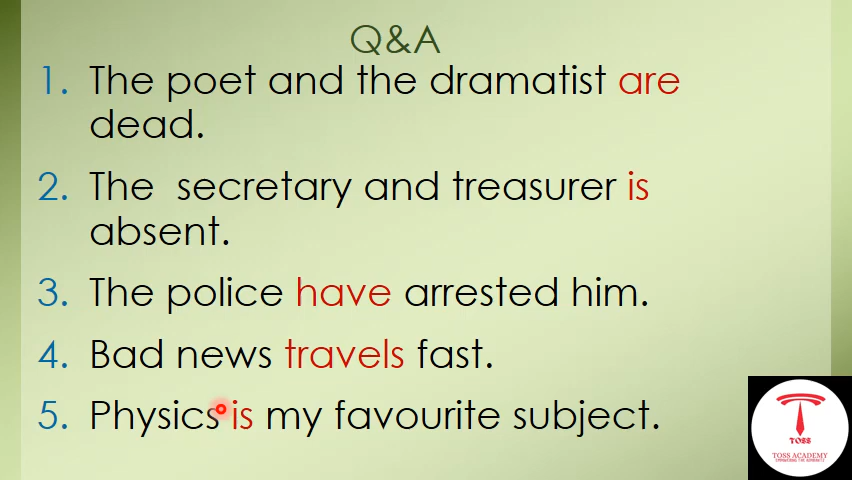 Q&A
1. The poet and the dramatist are
dead.
2. The secretary and treasurer is
absent.
3. The police have arrested him.
4. Bad news travels fast.
5. Physics is my favourite subject.
TOSS
TOSS ACADEMY